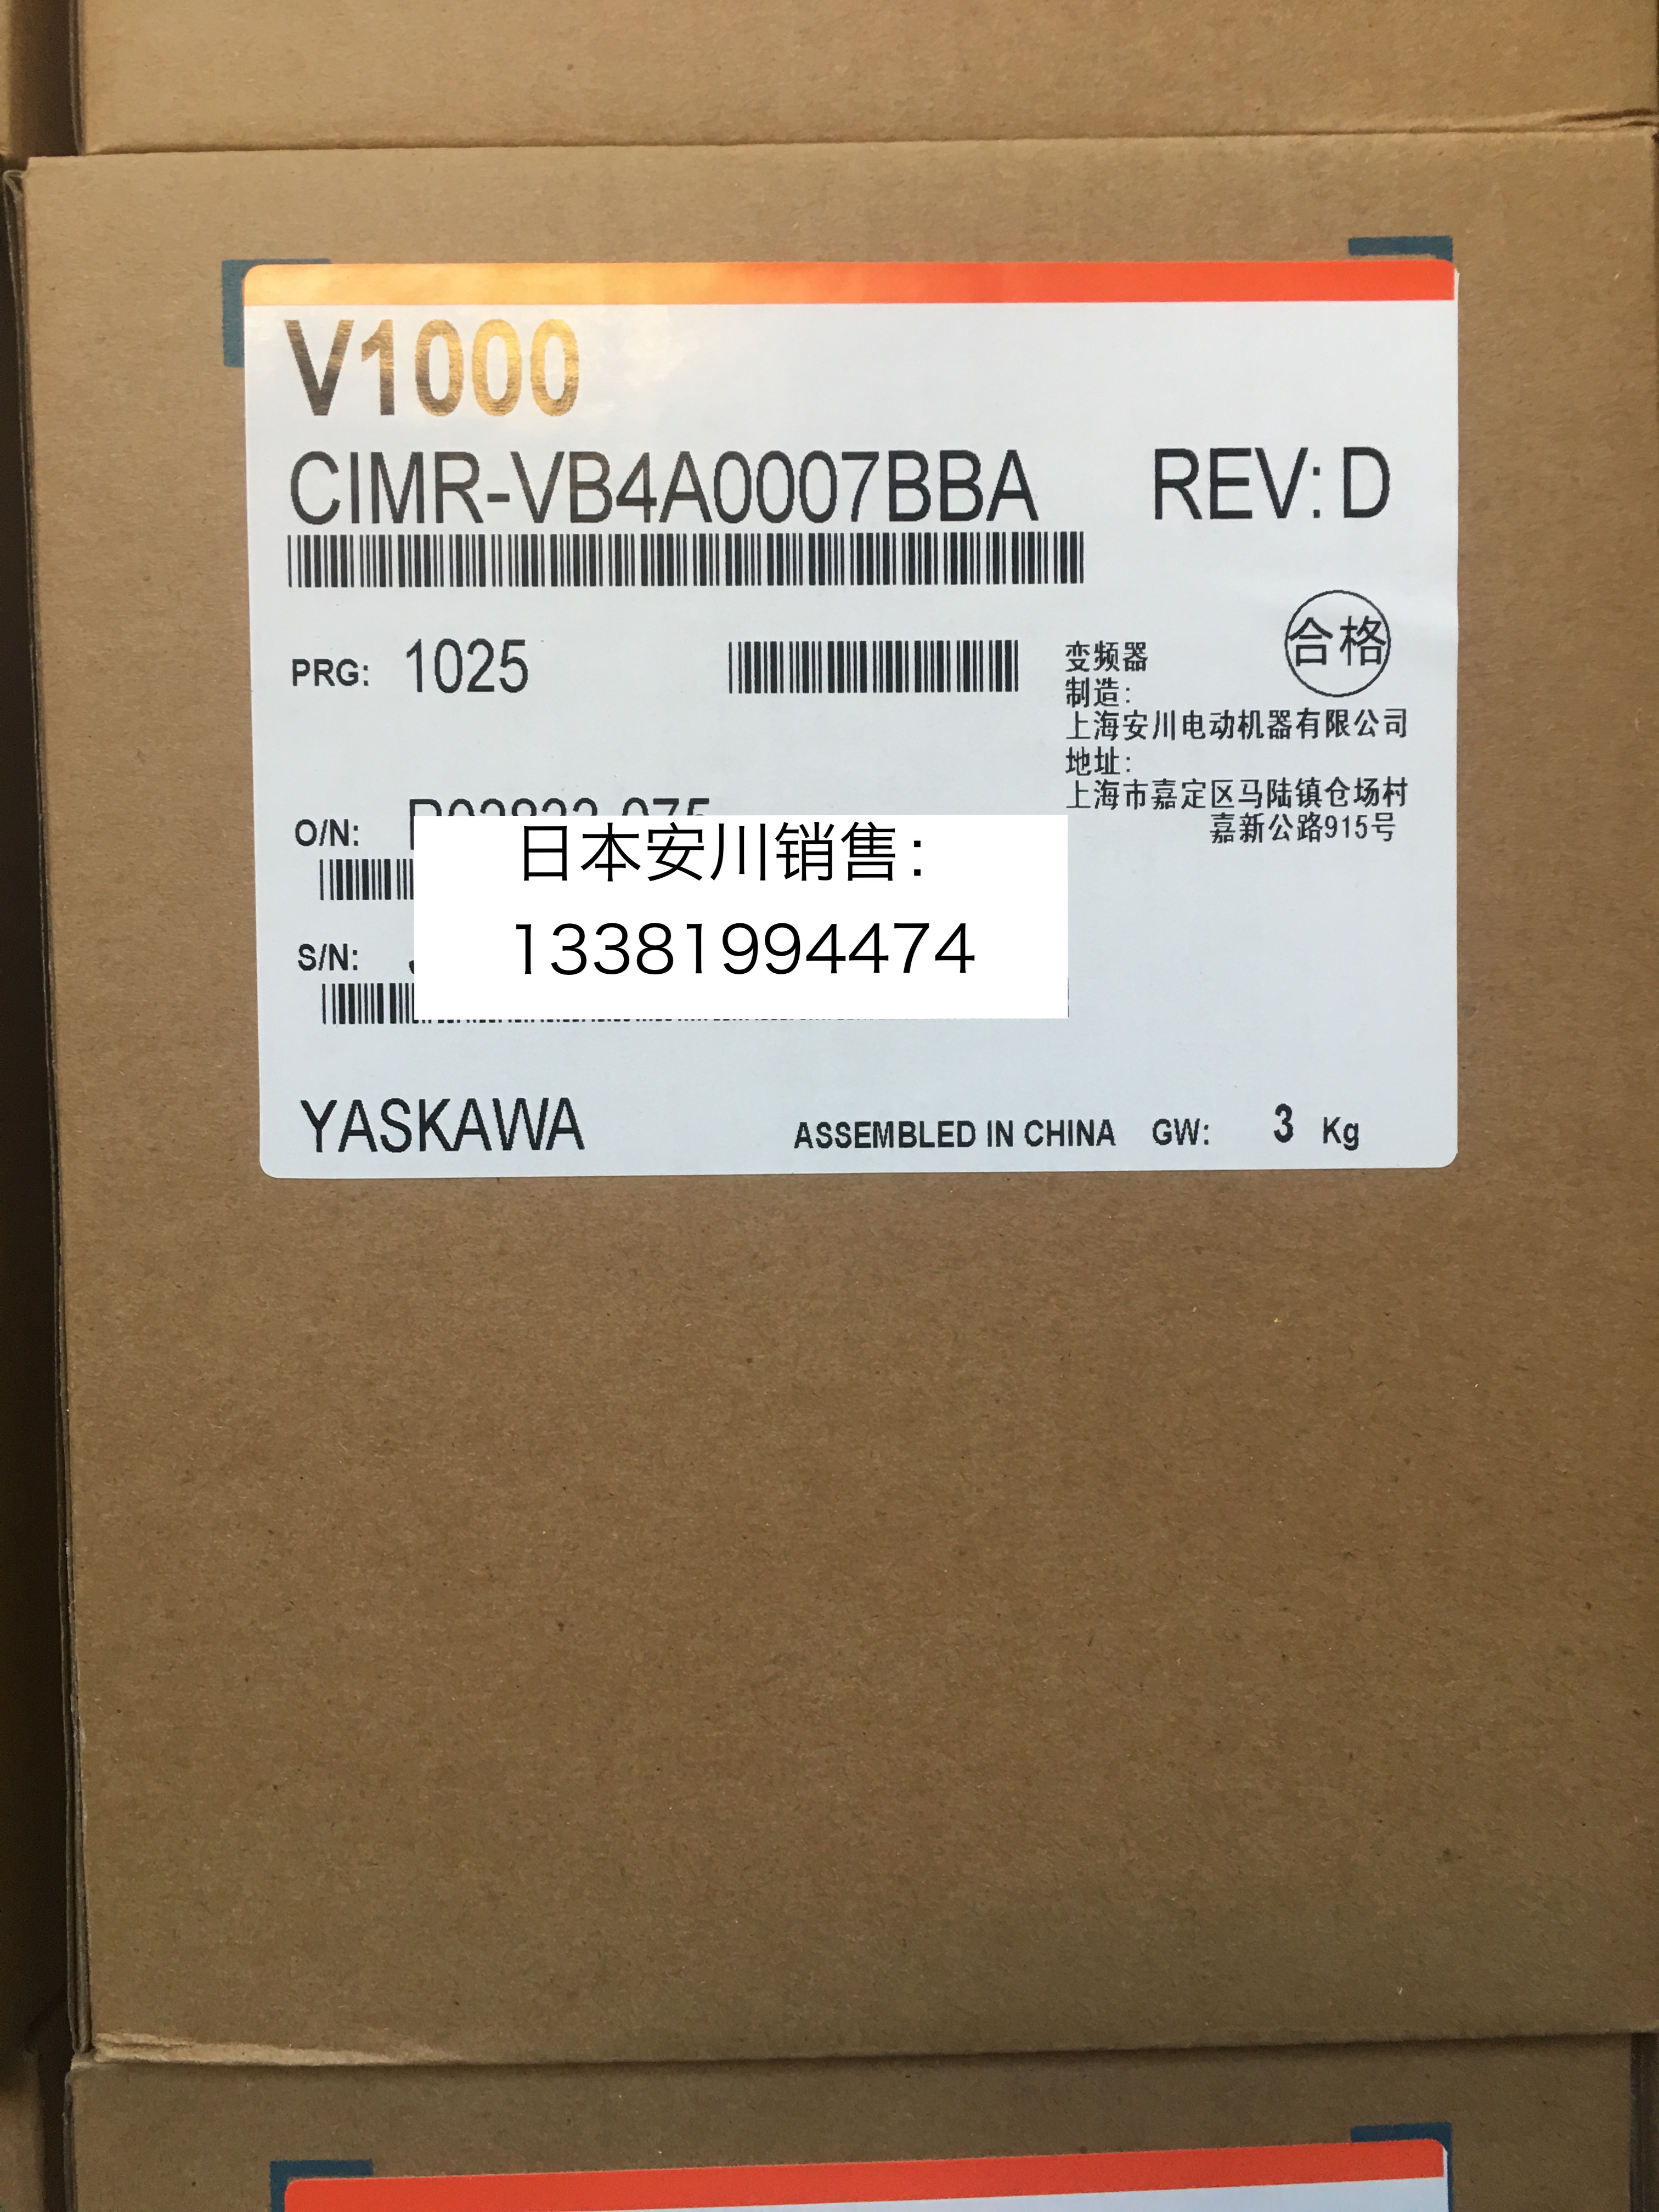 V1000
CIMR-VB4A0007BBA REV: D
PRG: 1025
合格
变频器
制造:
上海安川电动机器有限公司
地址:
上海市嘉定区马陆镇仓场村
嘉新公路915号
O/N:
日本安川销售:
13381994474
S/N:
YASKAWA ASSEMBLED IN CHINA GW: 3 Kg